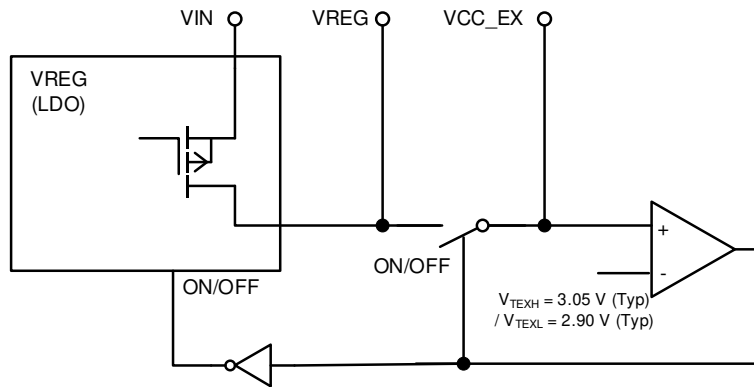 VIN
VREG
VCC_EX
VREG
(LDO)
+
-
ON/OFF
ON/OFF
VTEXH = 3.05 V (Typ)
/ VTEXL = 2.90 V (Typ)